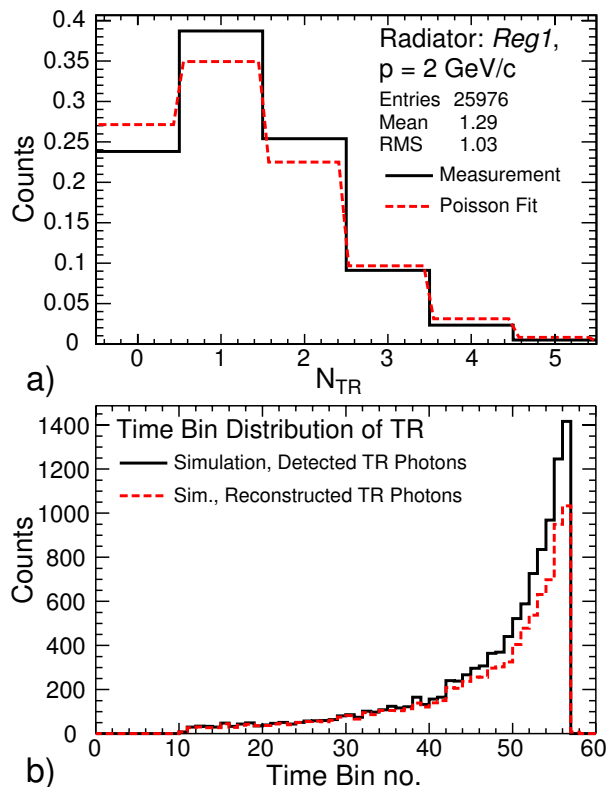 0.4
0.35
0.3
0.25
0.2
0.15
0.1
0.05
0
Counts
Radiator: Reg1,
p = 2 GeV/c
Entries 25976
Mean 1.29
RMS 1.03
Measurement
Poisson Fit
0 1 2 3 4 5
a)
N_TR
1400
1200
1000
800
600
400
200
0
Counts
Time Bin Distribution of TR
Simulation, Detected TR Photons
Sim., Reconstructed TR Photons
0 10 20 30 40 50 60
b)
Time Bin no.